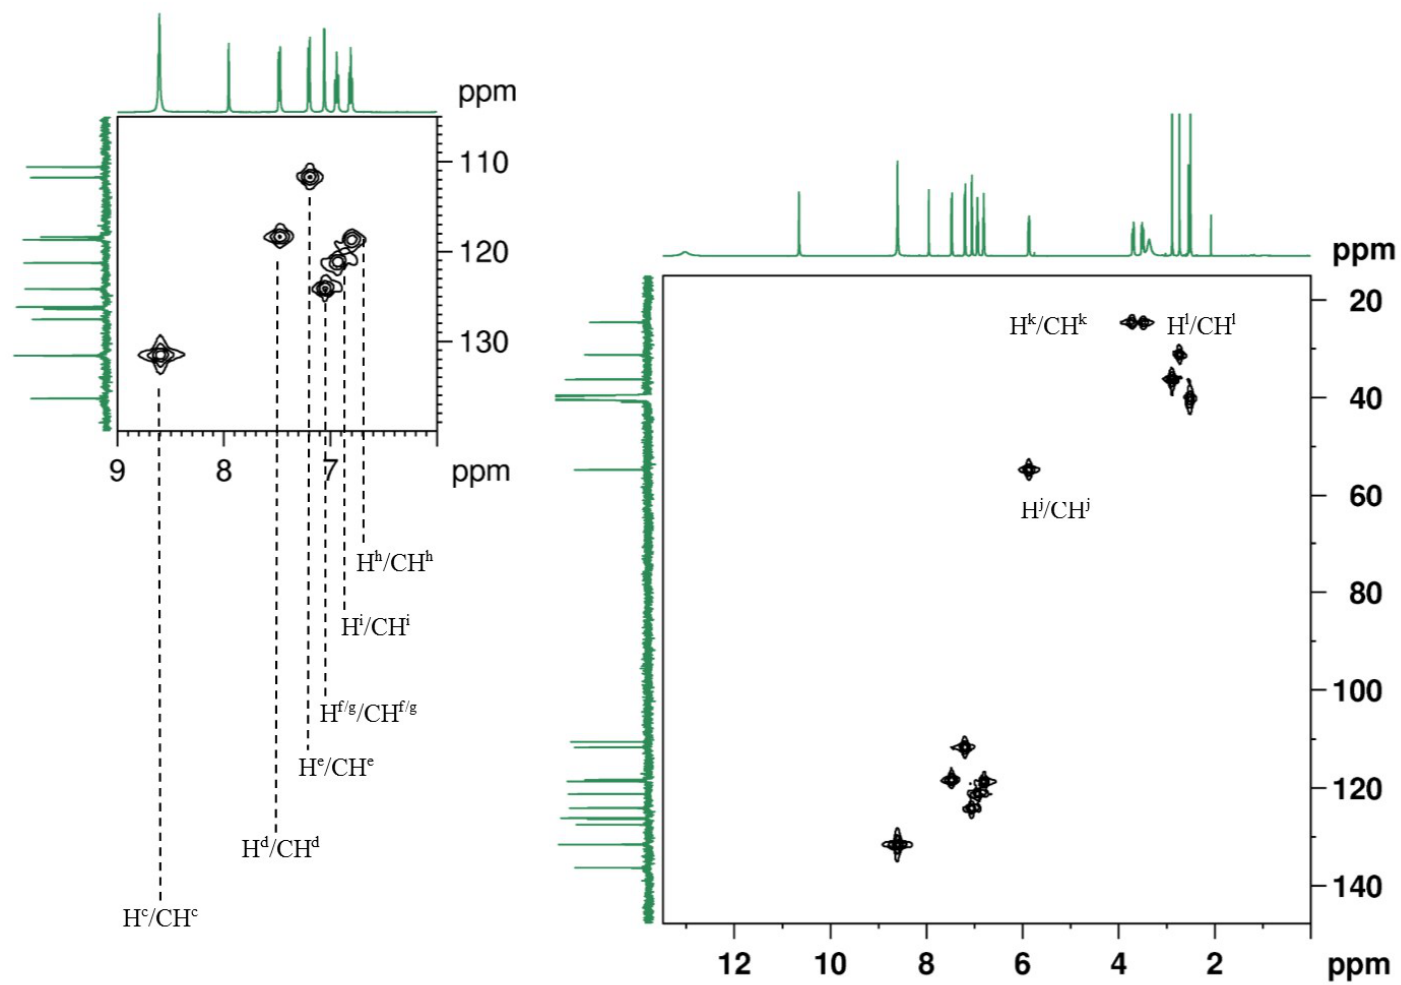 ppm
110
120
130
9 8 7 ppm
Hʰ/CHʰ
Hⁱ/CHⁱ
Hᶠ/ᵍ/CHᶠ/ᵍ
Hᵉ/CHᵉ
Hᵈ/CHᵈ
Hᶜ/CHᶜ
ppm
20
Hᵏ/CHᵏ Hˡ/CHˡ
40
60
Hʲ/CHʲ
80
100
120
140
12 10 8 6 4 2 ppm